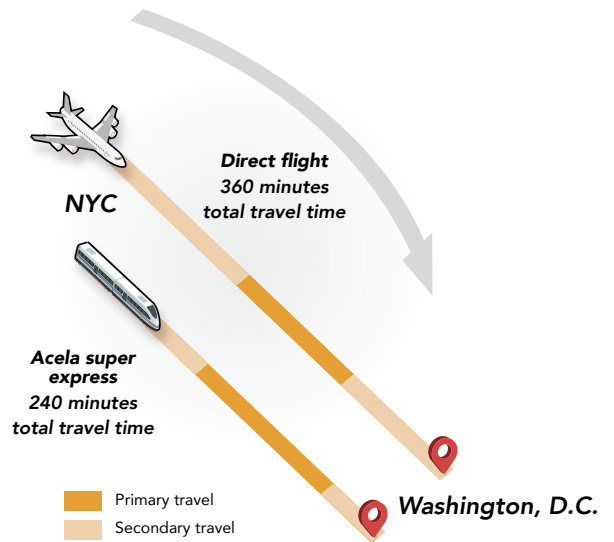 Direct flight
360 minutes
total travel time
NYC
Acela super
express
240 minutes
total travel time
Washington, D.C.
Primary travel
Secondary travel